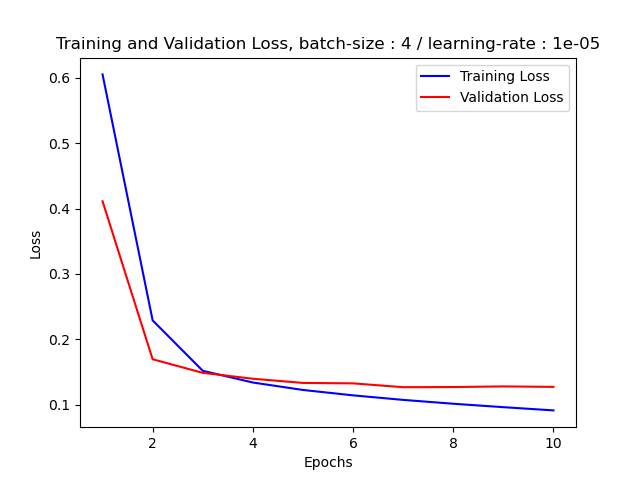 Training and Validation Loss, batch-size : 4 / learning-rate : 1e-05
Training Loss
Validation Loss
0.6
0.5
0.4
0.3
0.2
0.1
Loss
2
4
6
8
10
Epochs